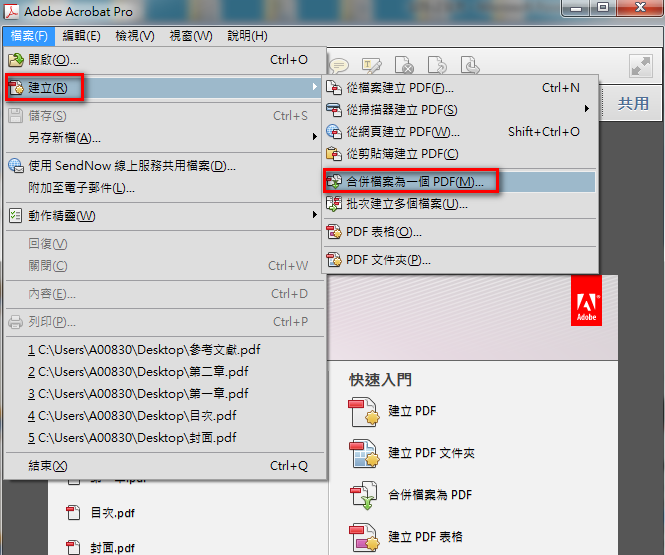 Adobe Acrobat Pro
檔案(F) 編輯(E) 檢視(V) 視窗(W) 說明(H)
開啟(O)... Ctrl+O
建立(R)
儲存(S) Ctrl+S
另存新檔(A)...
使用 SendNow 線上服務共用檔案(D)...
附加至電子郵件(L)...
動作精靈(W)
回復(V)
關閉(C) Ctrl+W
內容(E)... Ctrl+D
列印(P)... Ctrl+P
1 C:\Users\A00830\Desktop\參考文獻.pdf
2 C:\Users\A00830\Desktop\第二章.pdf
3 C:\Users\A00830\Desktop\第一章.pdf
4 C:\Users\A00830\Desktop\目次.pdf
5 C:\Users\A00830\Desktop\封面.pdf
結束(X) Ctrl+Q
從檔案建立 PDF(F)... Ctrl+N
從掃描器建立 PDF(S)
從網頁建立 PDF(W)... Shift+Ctrl+O
從剪貼簿建立 PDF(C)
合併檔案為一個 PDF(M)...
批次建立多個檔案(U)...
PDF 表格(O)...
PDF 文件夾(P)...
共用
Adobe
快速入門
建立 PDF
建立 PDF 文件夾
合併檔案為 PDF
建立 PDF 表格
目次.pdf
封面.pdf